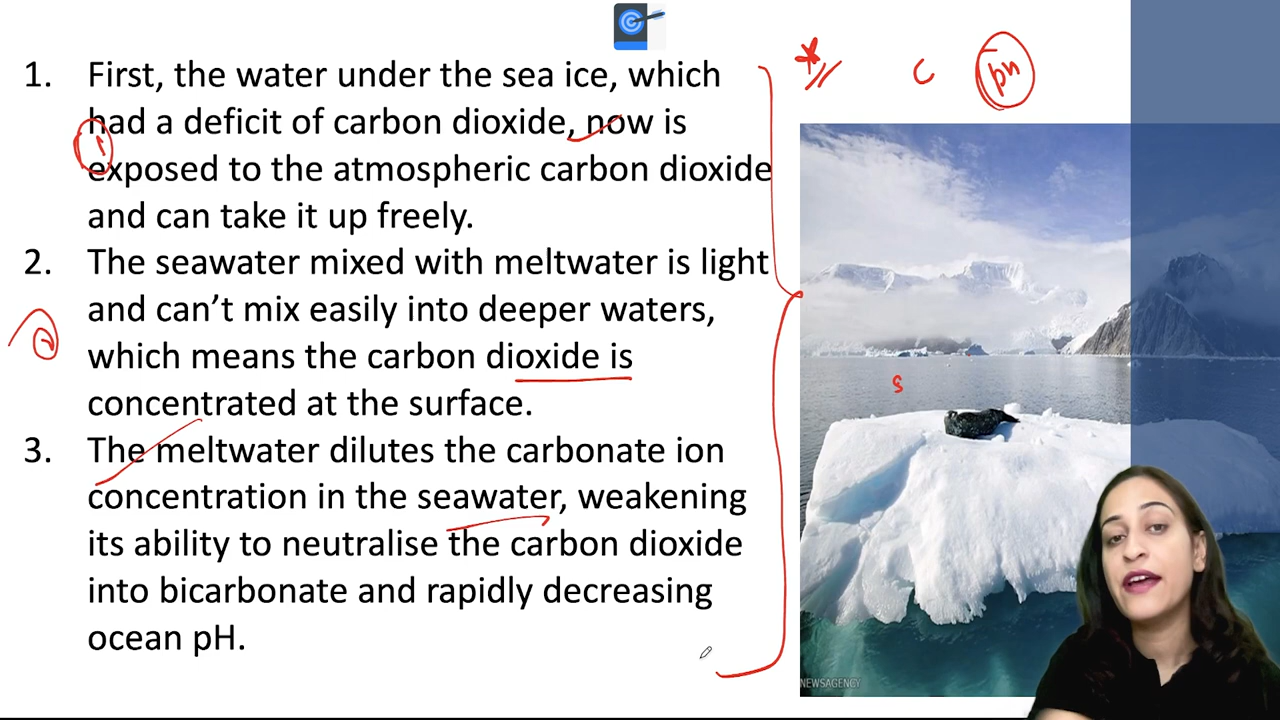 1. First, the water under the sea ice, which
had a deficit of carbon dioxide, now is
exposed to the atmospheric carbon dioxide
and can take it up freely.
2. The seawater mixed with meltwater is light
and can’t mix easily into deeper waters,
which means the carbon dioxide is
concentrated at the surface.
3. The meltwater dilutes the carbonate ion
concentration in the seawater, weakening
its ability to neutralise the carbon dioxide
into bicarbonate and rapidly decreasing
ocean pH.
1
2
C
pH
S
NEWSAGENCY